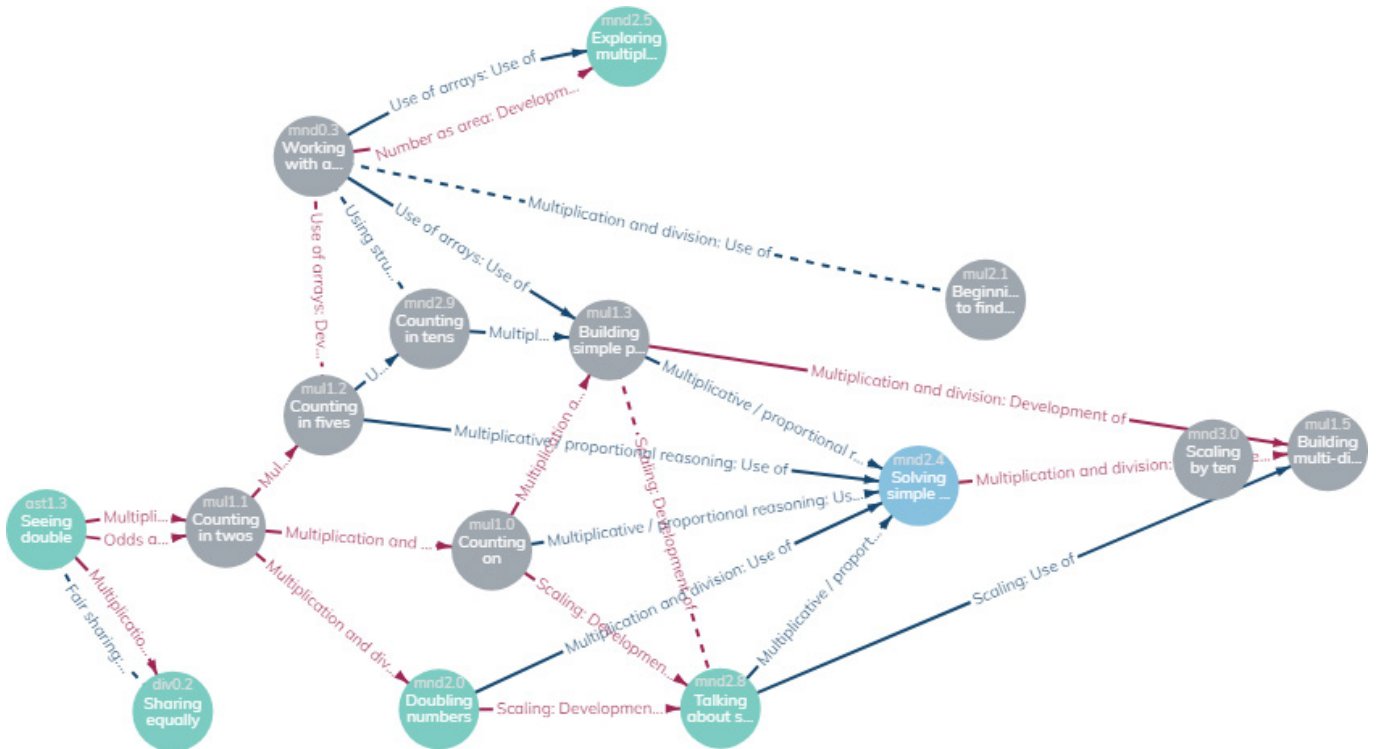 mnd2.5
Exploring
multipl...
Use of arrays: Use of
Number as area: Developm...
mnd0.3
Working
with a...
Multiplication and division: Use of
Use of arrays: Dev...
Using stru...
Use of arrays: Use of
mul2.1
Beginni...
to find...
mnd2.9
Counting
in tens
Multipl...
mul1.3
Building
simple p...
U...
mul1.2
Counting
in fives
Multiplicative / proportional r...
Multiplication and division: Development of
Multiplicative / proportional reasoning: Use of
Multiplication a...
Scaling: Development of
mnd3.0
Scaling
by ten
mul1.5
Building
multi-di...
mnd2.4
Solving
simple ...
Multiplication and division:
e...
Mul...
ast1.3
Seeing
double
Multipli...
Odds a...
mul1.1
Counting
in twos
Multiplication and ...
mul1.0
Counting
on
Multiplicative / proportional reasoning: Us...
Multiplication and division: Use of
Scaling: Developmen...
Multiplicative / proport...
Scaling: Use of
Multiplicatio...
Fair sharing:...
Multiplication and div...
div0.2
Sharing
equally
mnd2.0
Doubling
numbers
Scaling: Developmen...
mnd2.8
Talking
about s...